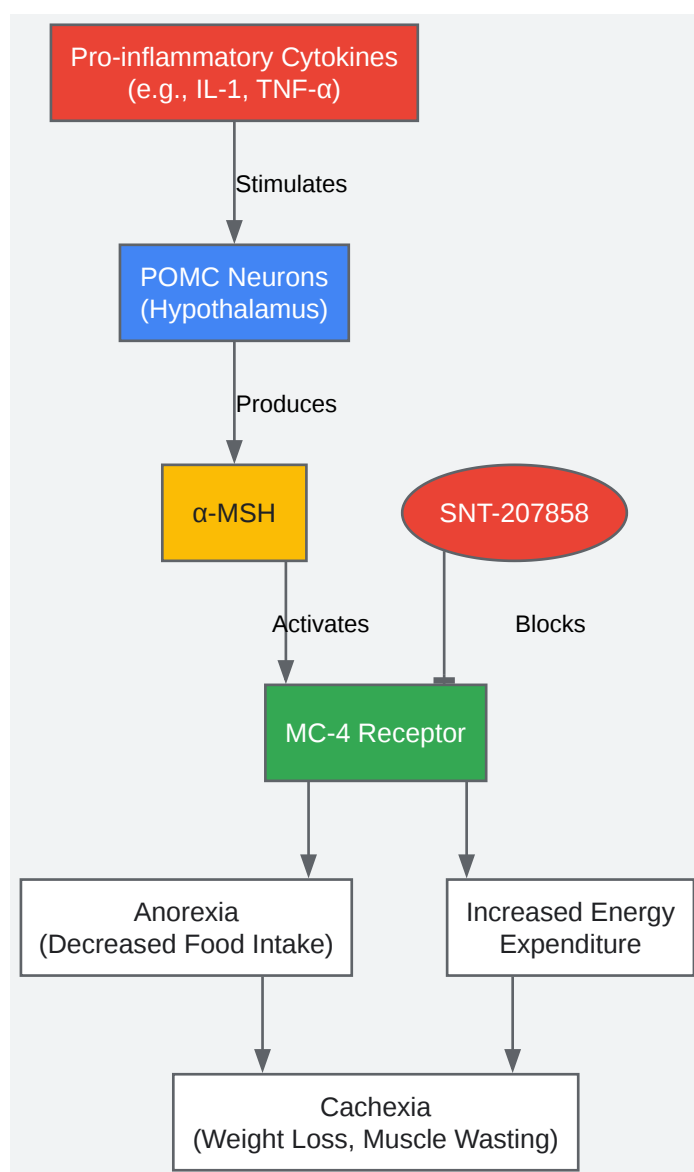 Pro-inflammatory Cytokines
(e.g., IL-1, TNF-α)
Stimulates
POMC Neurons
(Hypothalamus)
Produces
α-MSH
SNT-207858
Activates
Blocks
MC-4 Receptor
Anorexia
(Decreased Food Intake)
Increased Energy
Expenditure
Cachexia
(Weight Loss, Muscle Wasting)